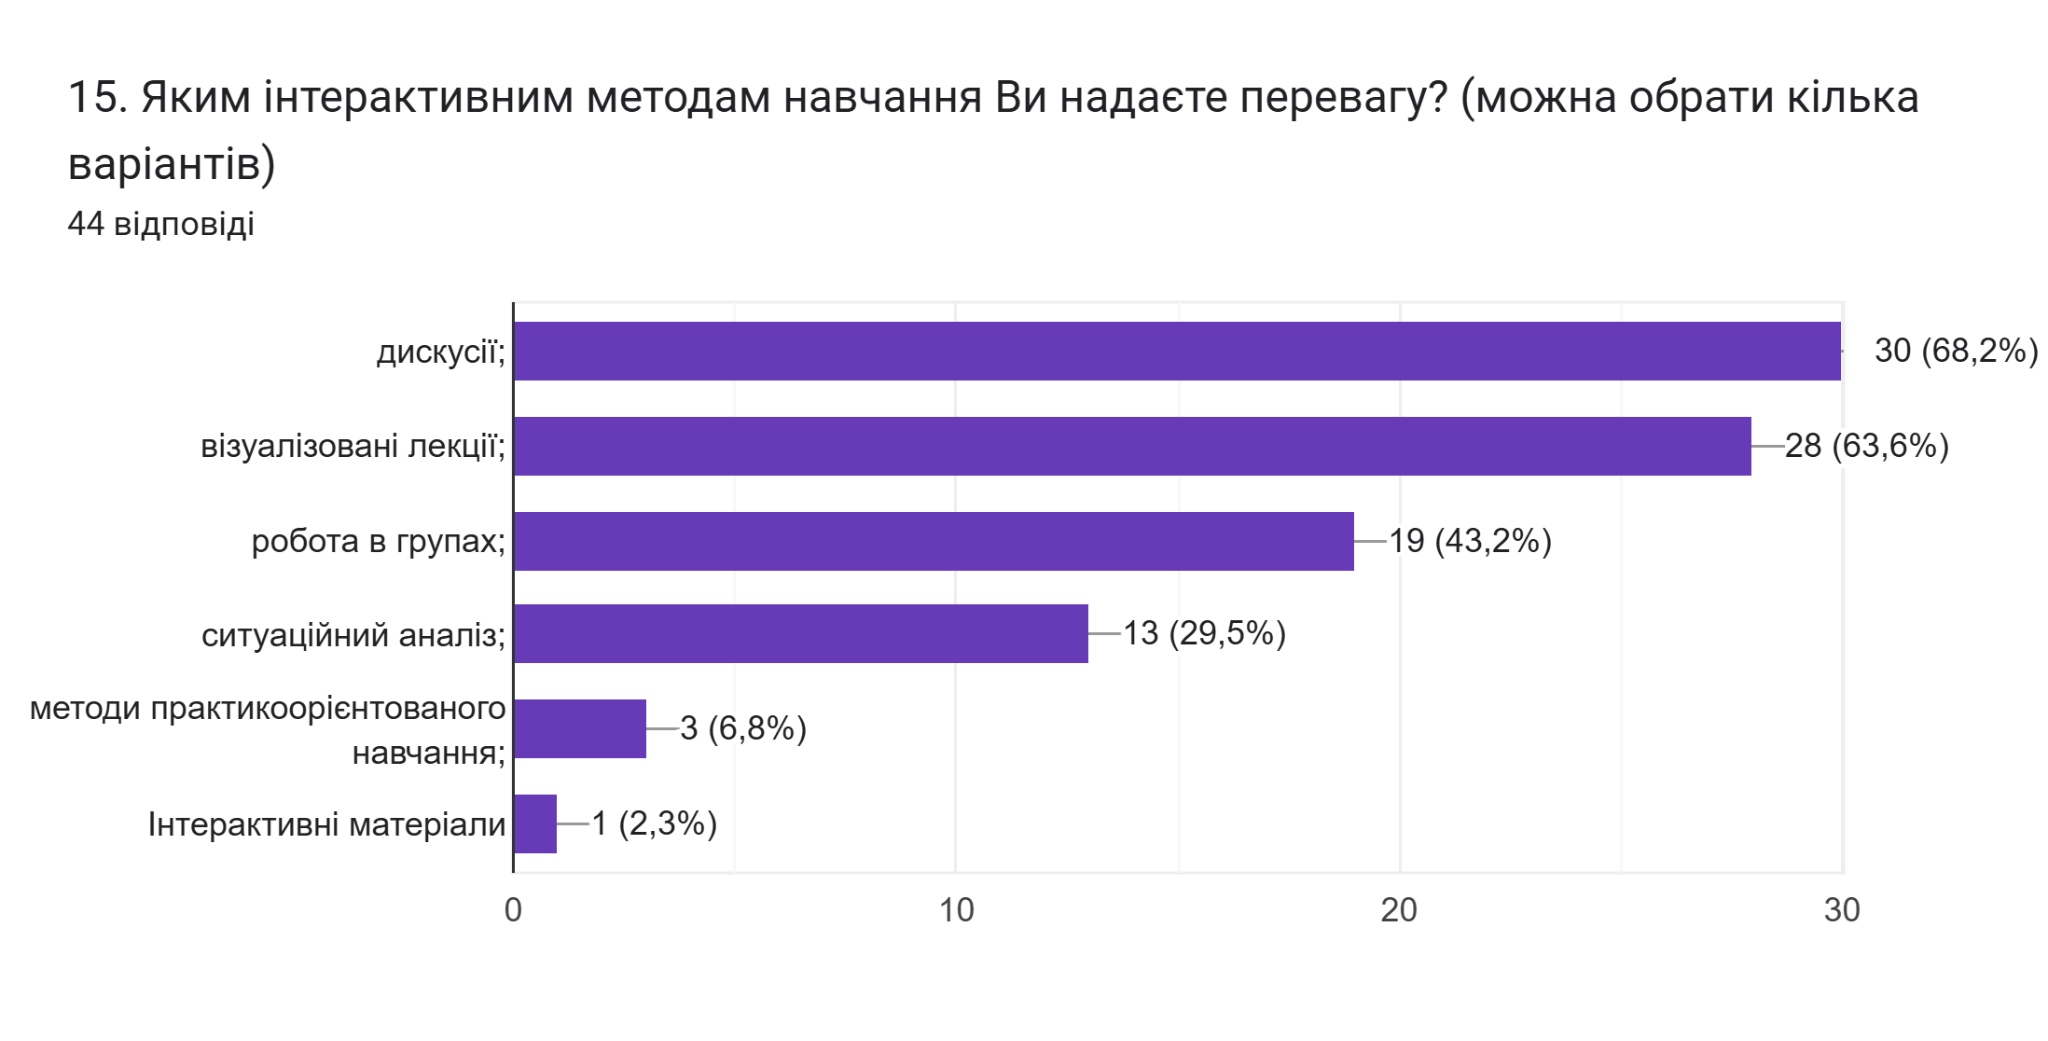 15. Яким інтерактивним методам навчання Ви надаєте перевагу? (можна обрати кілька
варіантів)
44 відповіді
дискусії;
30 (68,2%)
візуалізовані лекції;
28 (63,6%)
робота в групах;
19 (43,2%)
ситуаційний аналіз;
13 (29,5%)
методи практикоорієнтованого
навчання;
3 (6,8%)
Інтерактивні матеріали
1 (2,3%)
0
10
20
30